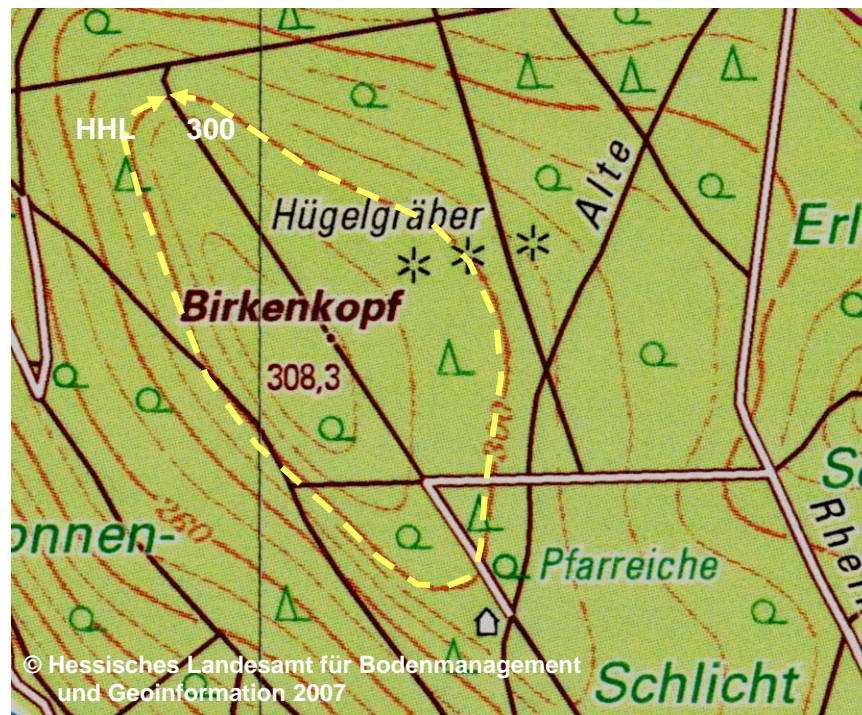 HHL 300
Hügelgräber
Alte
Erl
Birkenkopf
308,3
300
260
onnen-
Pfarreiche
Rhei
Schlicht
© Hessisches Landesamt für Bodenmanagement
und Geoinformation 2007